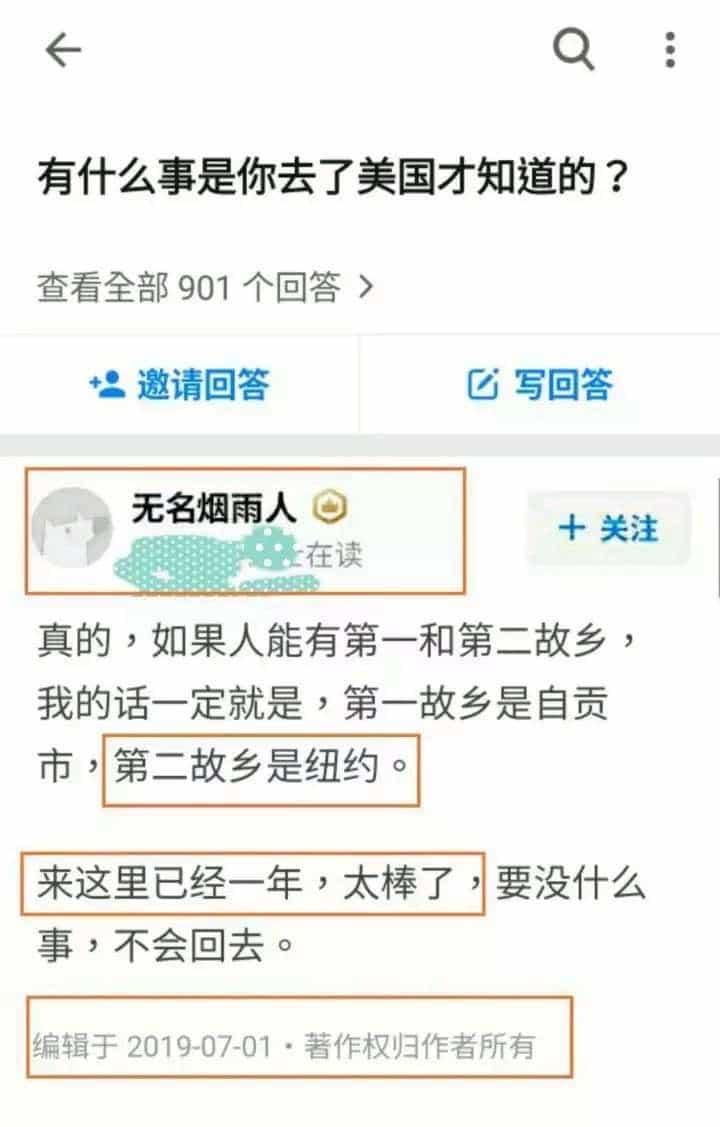 有什么事是你去了美国才知道的？
查看全部 901 个回答
邀请回答
写回答
无名烟雨人
在读
+ 关注
真的，如果人能有第一和第二故乡，
我的话一定就是，第一故乡是自贡
市，第二故乡是纽约。
来这里已经一年，太棒了，要没什么
事，不会回去。
编辑于 2019-07-01・著作权归作者所有